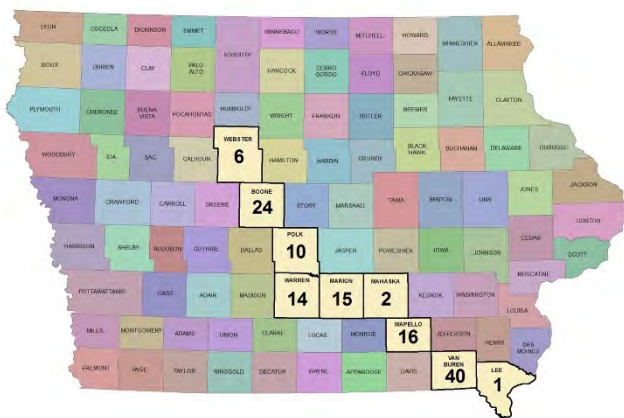 LYON
OSCEOLA
DICKINSON
EMMET
KOSSUTH
WINNEBAGO
WORTH
MITCHELL
HOWARD
WINNESHIEK
ALLAMAKEE
SIOUX
OBRIEN
CLAY
PALO
ALTO
HANCOCK
CERRO
GORDO
FLOYD
CHICKASAW
PLYMOUTH
CHEROKEE
BUENA
VISTA
POCAHONTAS
HUMBOLDT
WRIGHT
FRANKLIN
BUTLER
BREMER
FAYETTE
CLAYTON
WOODBURY
IDA
SAC
CALHOUN
WEBSTER
6
HAMILTON
HARDIN
GRUNDY
BLACK
HAWK
BUCHANAN
DELAWARE
DUBUQUE
MONONA
CRAWFORD
CARROLL
GREENE
BOONE
24
STORY
MARSHALL
TAMA
BENTON
LINN
JONES
JACKSON
CLINTON
HARRISON
SHELBY
AUDUBON
GUTHRIE
DALLAS
POLK
10
JASPER
POWESHIEK
IOWA
JOHNSON
CEDAR
SCOTT
MUSCATINE
POTTAWATTAMIE
CASS
ADAIR
MADISON
WARREN
14
MARION
15
MAHASKA
2
KEOKUK
WASHINGTON
LOUISA
MILLS
MONTGOMERY
ADAMS
UNION
CLARKE
LUCAS
MONROE
WAPELLO
16
JEFFERSON
HENRY
DES
MOINES
FREMONT
PAGE
TAYLOR
RINGGOLD
DECATUR
WAYNE
APPANOOSE
DAVIS
VAN
BUREN
40
LEE
1